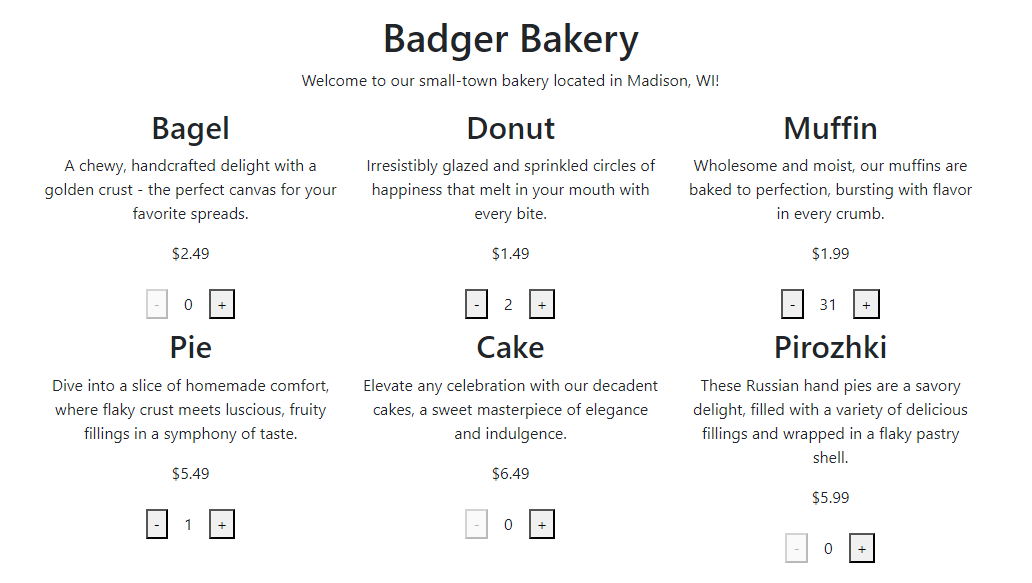 Badger Bakery
Welcome to our small-town bakery located in Madison, WI!
Bagel
A chewy, handcrafted delight with a
golden crust - the perfect canvas for your
favorite spreads.
$2.49
- 0 +
Donut
Irresistibly glazed and sprinkled circles of
happiness that melt in your mouth with
every bite.
$1.49
- 2 +
Muffin
Wholesome and moist, our muffins are
baked to perfection, bursting with flavor
in every crumb.
$1.99
- 31 +
Pie
Dive into a slice of homemade comfort,
where flaky crust meets luscious, fruity
fillings in a symphony of taste.
$5.49
- 1 +
Cake
Elevate any celebration with our decadent
cakes, a sweet masterpiece of elegance
and indulgence.
$6.49
- 0 +
Pirozhki
These Russian hand pies are a savory
delight, filled with a variety of delicious
fillings and wrapped in a flaky pastry
shell.
$5.99
- 0 +